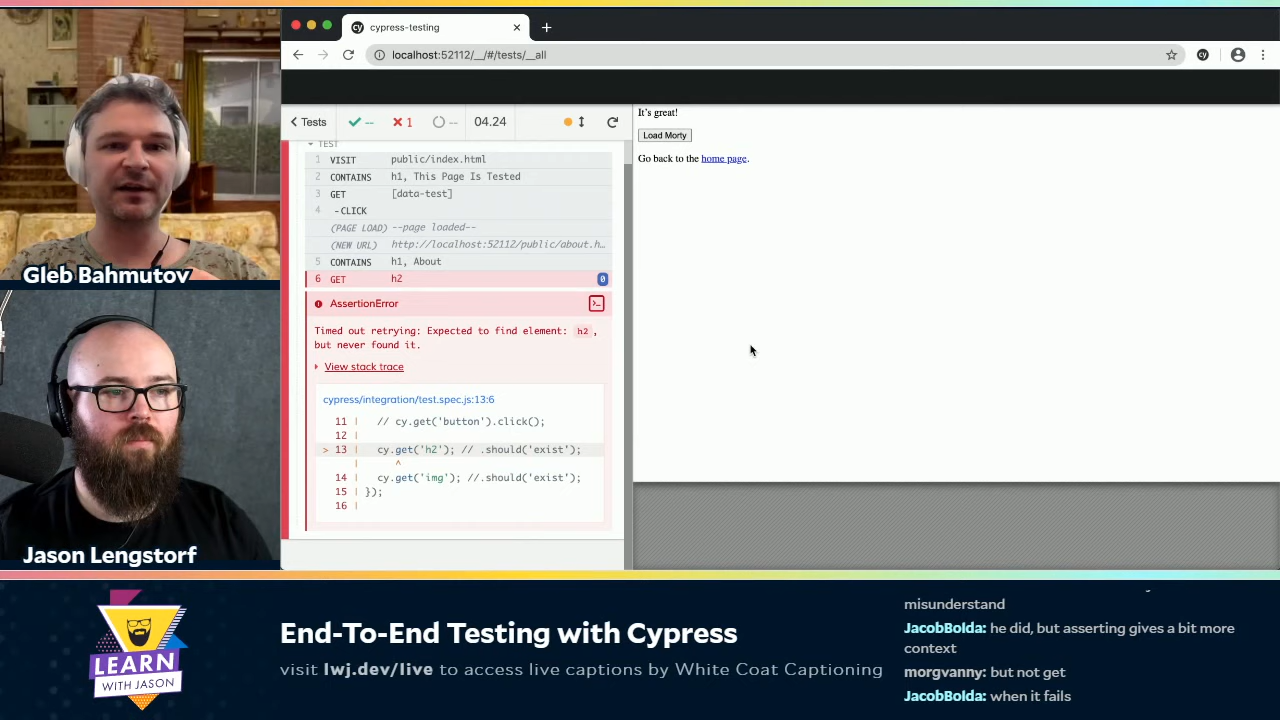 cypress-testing
localhost:52112/__/#/tests/__all
Tests
--
1
--
04.24
TEST
1 VISIT public/index.html
2 CONTAINS h1, This Page Is Tested
3 GET [data-test]
4 -CLICK
(PAGE LOAD) --page loaded--
(NEW URL) http://localhost:52112/public/about.h…
5 CONTAINS h1, About
6 GET h2 0
AssertionError
Timed out retrying: Expected to find element: h2,
but never found it.
View stack trace
cypress/integration/test.spec.js:13:6
11 | // cy.get('button').click();
12 |
> 13 | cy.get('h2'); // .should('exist');
| ^
14 | cy.get('img'); //.should('exist');
15 | });
16 |
It's great!
Load Morty
Go back to the home page.
Gleb Bahmutov
Jason Lengstorf
LEARN
WITH JASON
End-To-End Testing with Cypress
visit lwj.dev/live to access live captions by White Coat Captioning
misunderstand
JacobBolda: he did, but asserting gives a bit more
context
morgvanny: but not get
JacobBolda: when it fails